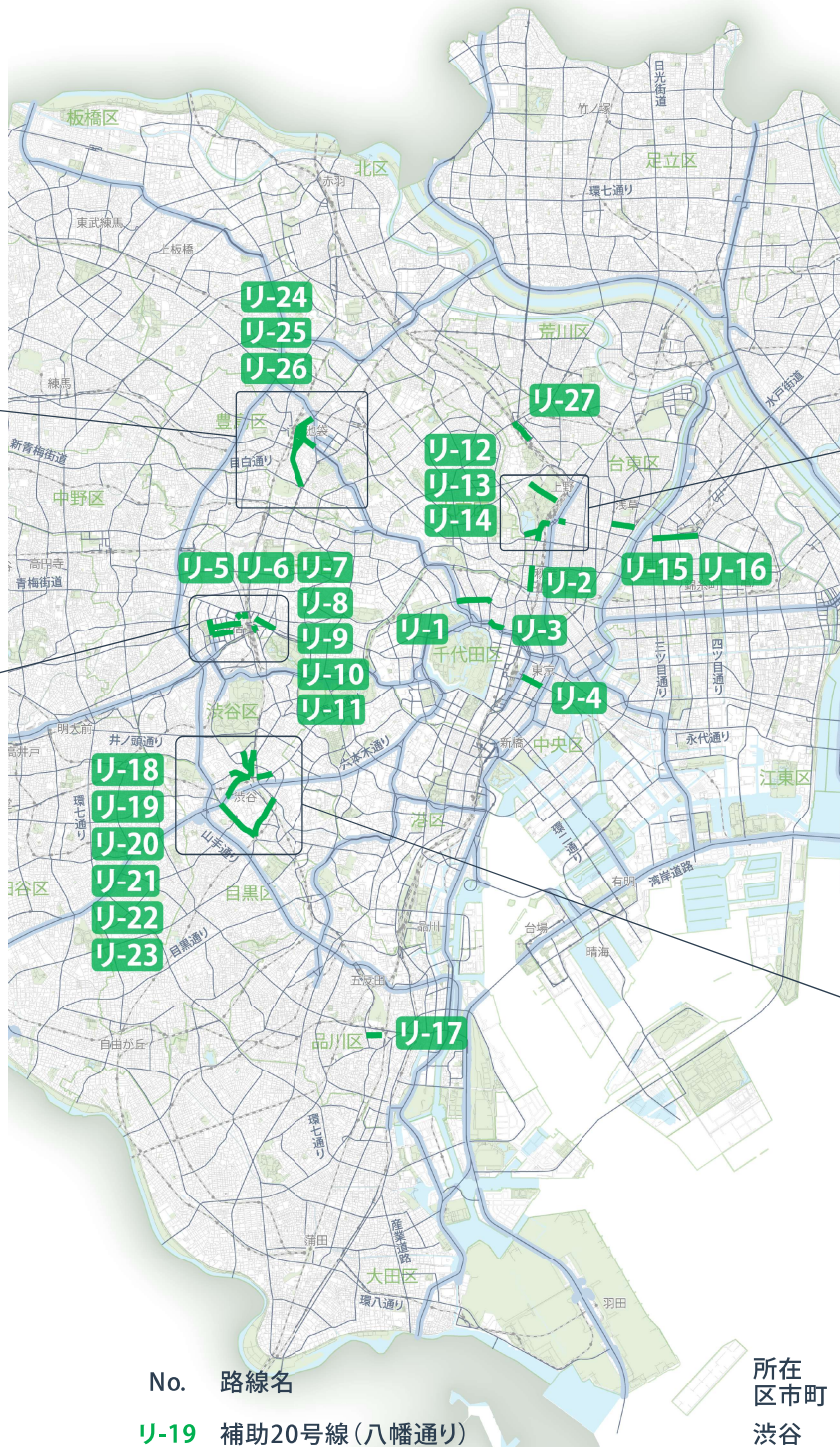 日光街道
竹ノ塚
板橋区
足立区
北区
赤羽
環七通り
東武練馬
上板橋
リ-24
リ-25
リ-26
荒川区
練馬
水戸街道
リ-27
豊島区
池袋
新青梅街道
目白通り
リ-12
リ-13
リ-14
台東区
上野
浅草
中野区
高円寺
青梅街道
リ-5
リ-6
リ-7
リ-8
リ-9
リ-10
リ-11
リ-2
リ-15
リ-16
錦糸町
リ-1
リ-3
千代田区
東京
リ-4
三ツ目通り
四ツ目通り
渋谷区
明大前
井ノ頭通り
高井戸
六本木通り
新橋
中央区
永代通り
江東区
リ-18
リ-19
リ-20
リ-21
リ-22
リ-23
環七通り
渋谷
山手通り
港区
環二通り
有明
湾岸道路
目黒区
田谷区
目黒通り
品川
台場
晴海
五反田
自由が丘
品川区
リ-17
環七通り
蒲田
産業道路
大田区
環八通り
羽田
No.
路線名
所在
区市町
リ-19
補助20号線(八幡通り)
渋谷